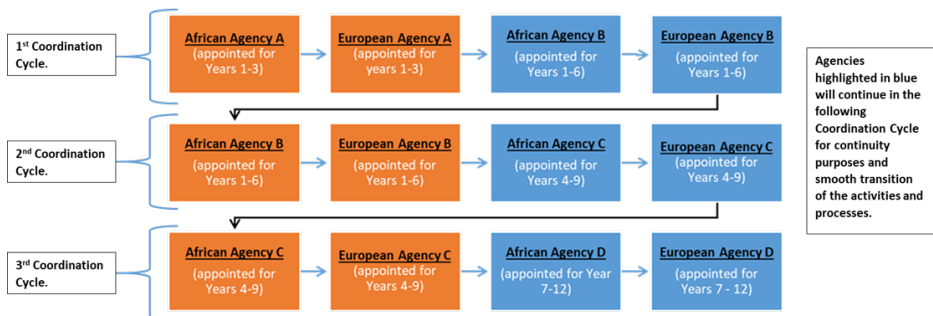 1st Coordination
Cycle.
African Agency A
(appointed for
Years 1-3)
European Agency A
(appointed for
years 1-3)
African Agency B
(appointed for
Years 1-6)
European Agency B
(appointed for
Years 1-6)
2nd Coordination
Cycle.
African Agency B
(appointed for
Years 1-6)
European Agency B
(appointed for
Years 1-6)
African Agency C
(appointed for
Years 4-9)
European Agency C
(appointed for
Years 4-9)
3rd Coordination
Cycle.
African Agency C
(appointed for
Years 4-9)
European Agency C
(appointed for
Years 4-9)
African Agency D
(appointed for Year
7-12)
European Agency D
(appointed for
Years 7 - 12)
Agencies
highlighted in blue
will continue in the
following
Coordination Cycle
for continuity
purposes and
smooth transition
of the activities and
processes.